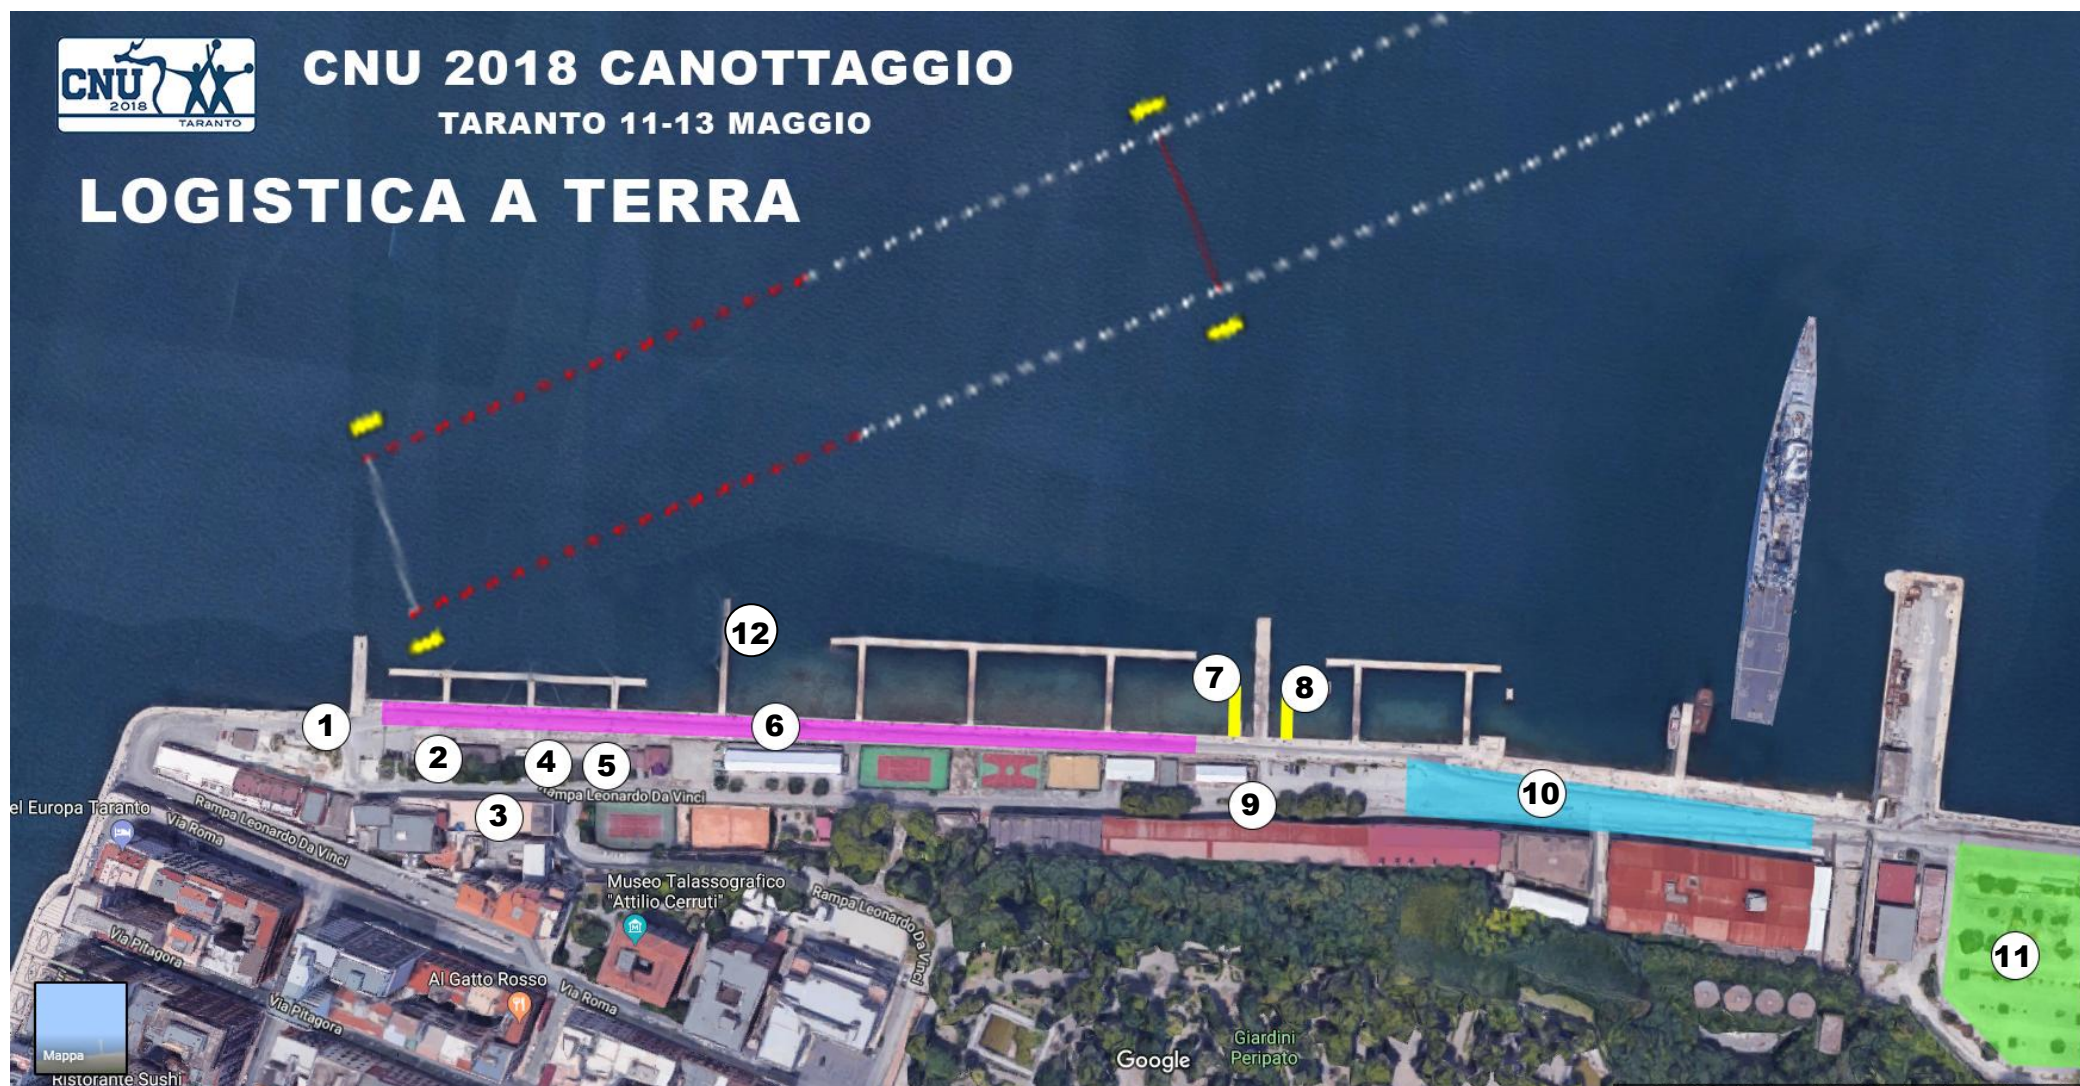 CNU
2018
TARANTO
CNU 2018 CANOTTAGGIO
TARANTO 11-13 MAGGIO
LOGISTICA A TERRA
12
7
8
1
6
2
4
5
Rampa Leonardo Da Vinci
10
9
3
el Europa Taranto
Rampa Leonardo Da Vinci
Via Roma
Museo Talassografico
"Attilio Cerruti"
Rampa Leonardo Da Vinci
Via Pitagora
Al Gatto Rosso
Via Roma
11
Via Pitagora
Giardini
Peripato
Google
Mappa
Ristorante Sushi